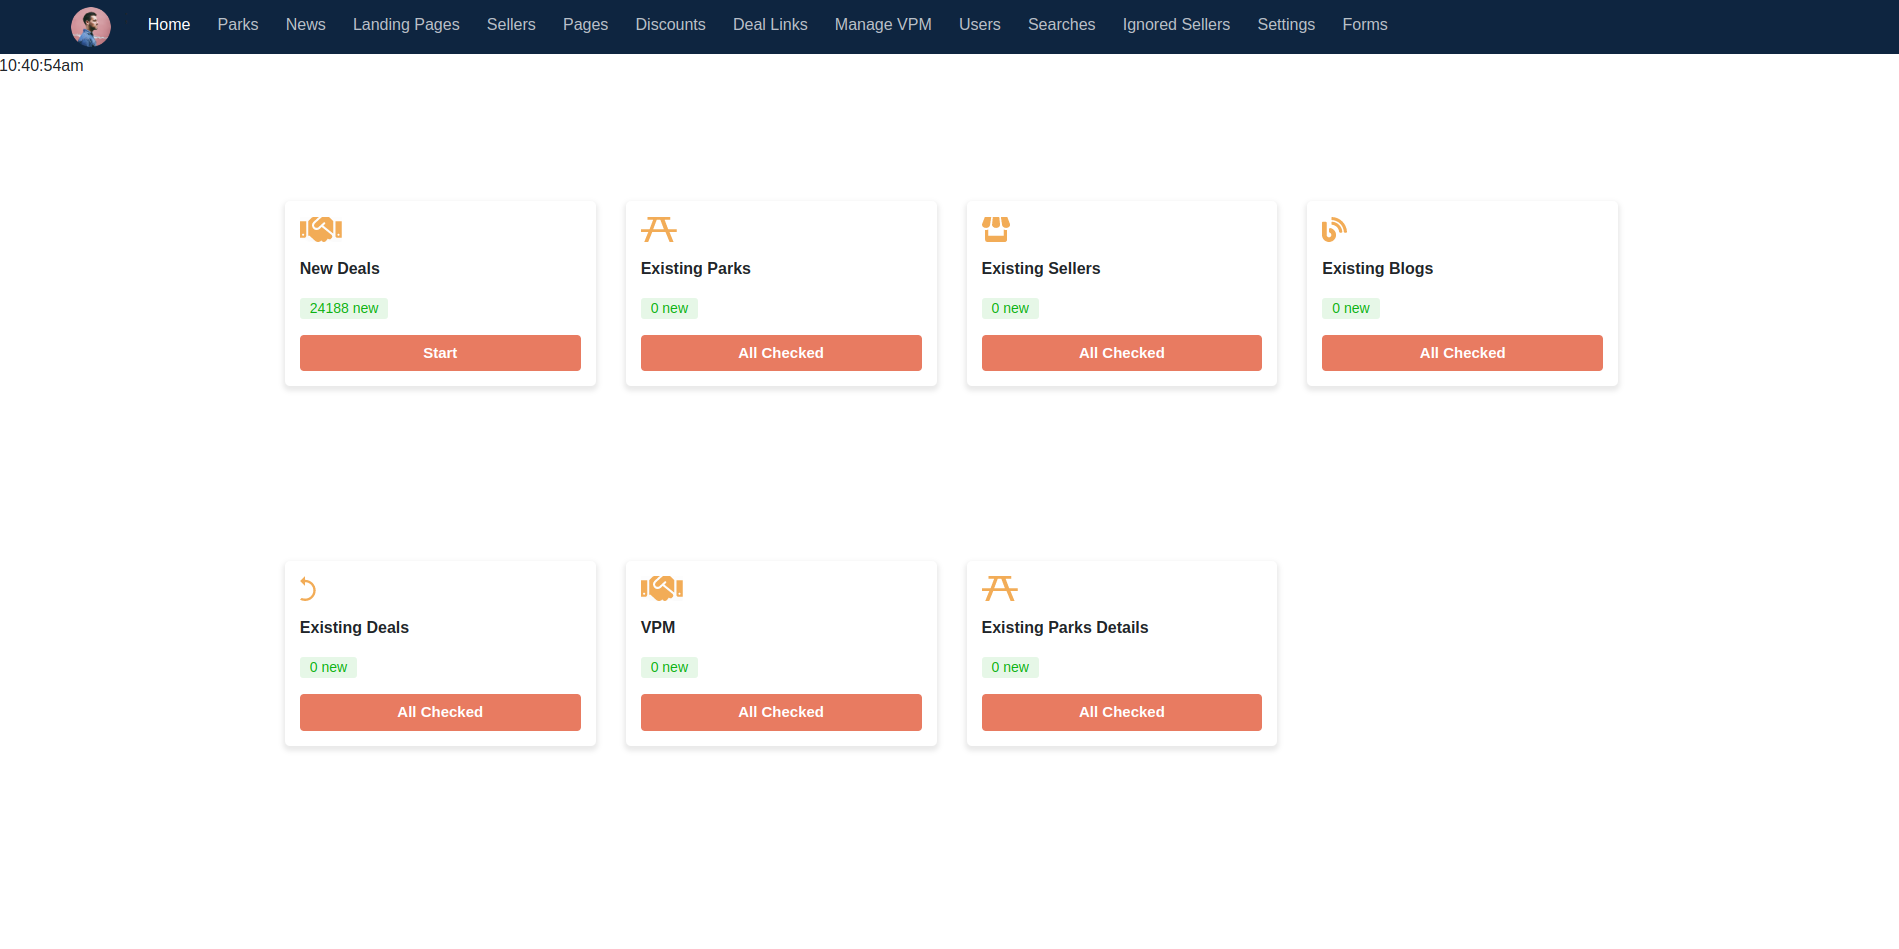 Home Parks News Landing Pages Sellers Pages Discounts Deal Links Manage VPM Users Searches Ignored Sellers Settings Forms
10:40:54am
New Deals
24188 new
Start
Existing Parks
0 new
All Checked
Existing Sellers
0 new
All Checked
Existing Blogs
0 new
All Checked
Existing Deals
0 new
All Checked
VPM
0 new
All Checked
Existing Parks Details
0 new
All Checked